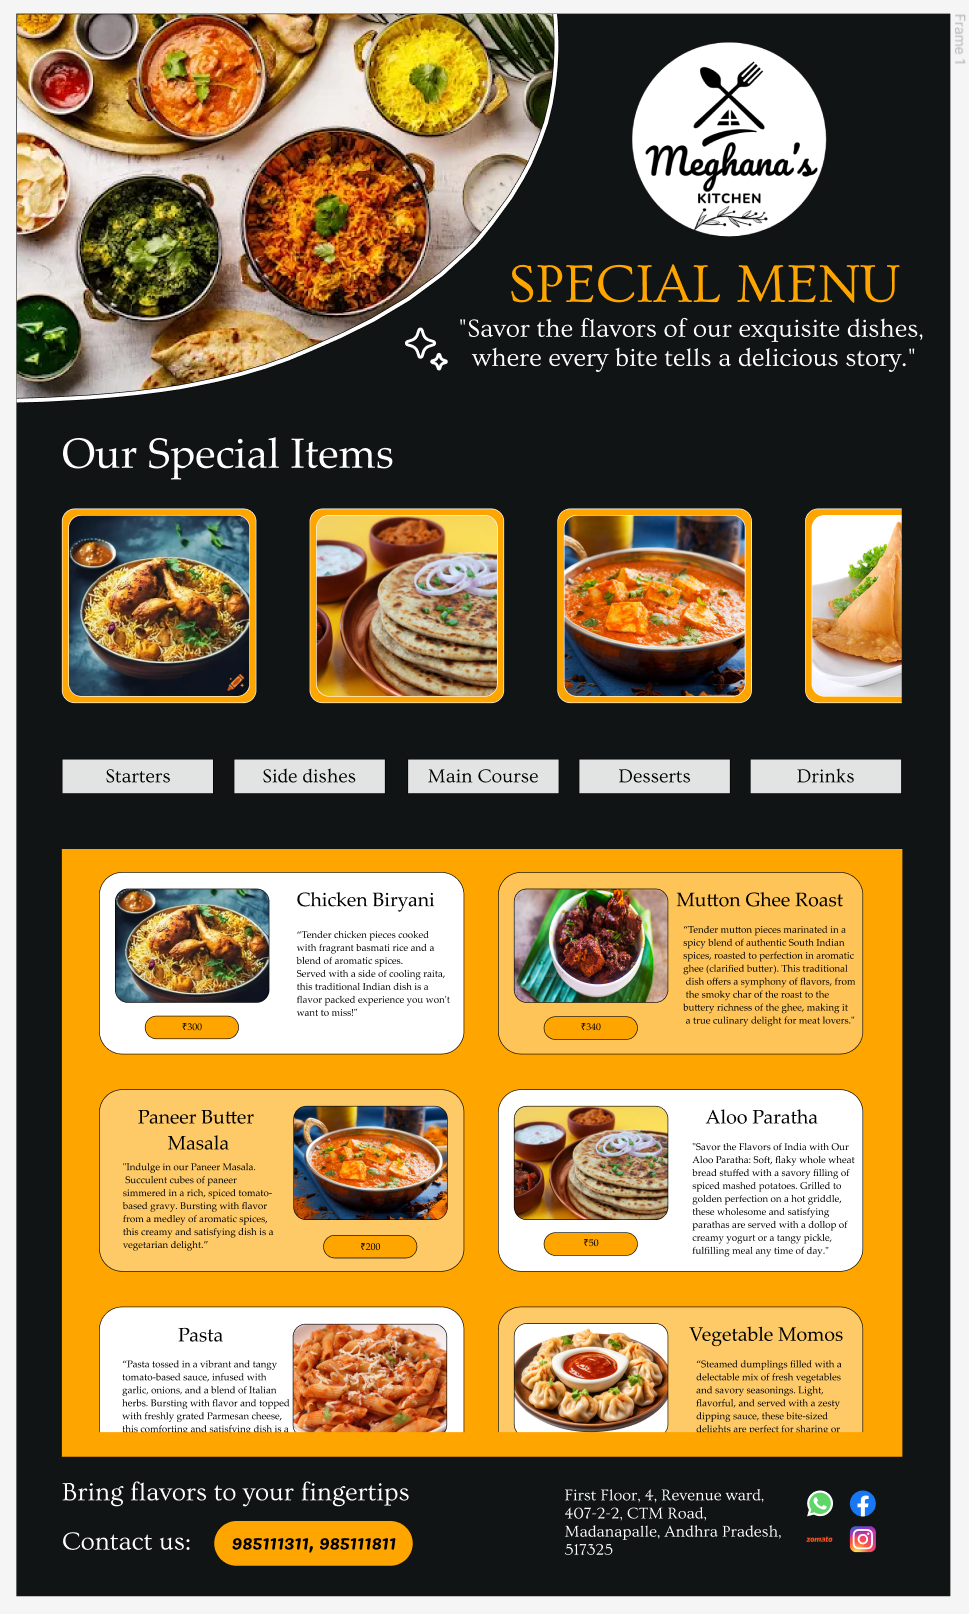 Frame 1
Meghana's
KITCHEN
SPECIAL MENU
"Savor the flavors of our exquisite dishes,
where every bite tells a delicious story."
Our Special Items
Starters
Side dishes
Main Course
Desserts
Drinks
Chicken Biryani
“Tender chicken pieces cooked
with fragrant basmati rice and a
blend of aromatic spices.
Served with a side of cooling raita,
this traditional Indian dish is a
flavor packed experience you won't
want to miss!"
₹300
Mutton Ghee Roast
“Tender mutton pieces marinated in a
spicy blend of authentic South Indian
spices, roasted to perfection in aromatic
ghee (clarified butter). This traditional
dish offers a symphony of flavors, from
the smoky char of the roast to the
buttery richness of the ghee, making it
a true culinary delight for meat lovers."
₹340
Paneer Butter
Masala
"Indulge in our Paneer Masala.
Succulent cubes of paneer
simmered in a rich, spiced tomato-
based gravy. Bursting with flavor
from a medley of aromatic spices,
this creamy and satisfying dish is a
vegetarian delight.”
₹200
Aloo Paratha
"Savor the Flavors of India with Our
Aloo Paratha: Soft, flaky whole wheat
bread stuffed with a savory filling of
spiced mashed potatoes. Grilled to
golden perfection on a hot griddle,
these wholesome and satisfying
parathas are served with a dollop of
creamy yogurt or a tangy pickle,
fulfilling meal any time of day."
₹50
Pasta
“Pasta tossed in a vibrant and tangy
tomato-based sauce, infused with
garlic, onions, and a blend of Italian
herbs. Bursting with flavor and topped
with freshly grated Parmesan cheese,
this comforting and satisfying dish is a
Vegetable Momos
“Steamed dumplings filled with a
delectable mix of fresh vegetables
and savory seasonings. Light,
flavorful, and served with a zesty
dipping sauce, these bite-sized
delights are perfect for sharing or
Bring flavors to your fingertips
Contact us:
985111311, 985111811
First Floor, 4, Revenue ward,
407-2-2, CTM Road,
Madanapalle, Andhra Pradesh,
517325
zomato